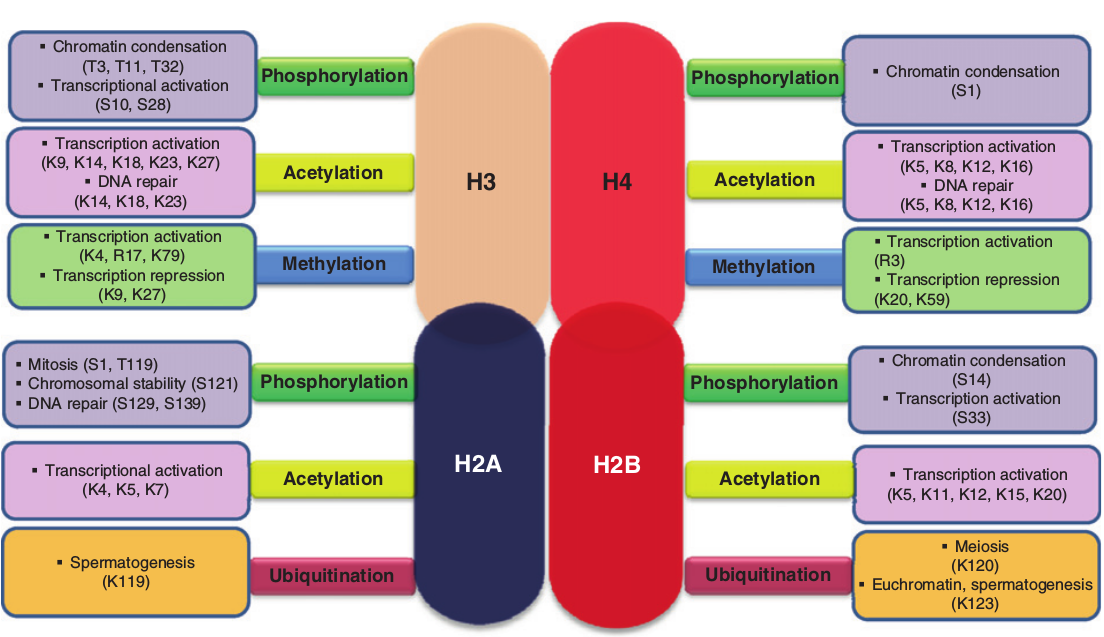 ▪ Chromatin condensation
(T3, T11, T32)
▪ Transcriptional activation
(S10, S28)
Phosphorylation
▪ Transcription activation
(K9, K14, K18, K23, K27)
▪ DNA repair
(K14, K18, K23)
Acetylation
▪ Transcription activation
(K4, R17, K79)
▪ Transcription repression
(K9, K27)
Methylation
H3
H4
Phosphorylation
▪ Chromatin condensation
(S1)
Acetylation
▪ Transcription activation
(K5, K8, K12, K16)
▪ DNA repair
(K5, K8, K12, K16)
Methylation
▪ Transcription activation
(R3)
▪ Transcription repression
(K20, K59)
▪ Mitosis (S1, T119)
▪ Chromosomal stability (S121)
▪ DNA repair (S129, S139)
Phosphorylation
▪ Transcriptional activation
(K4, K5, K7)
Acetylation
▪ Spermatogenesis
(K119)
Ubiquitination
H2A
H2B
Phosphorylation
▪ Chromatin condensation
(S14)
▪ Transcription activation
(S33)
Acetylation
▪ Transcription activation
(K5, K11, K12, K15, K20)
Ubiquitination
▪ Meiosis
(K120)
▪ Euchromatin, spermatogenesis
(K123)